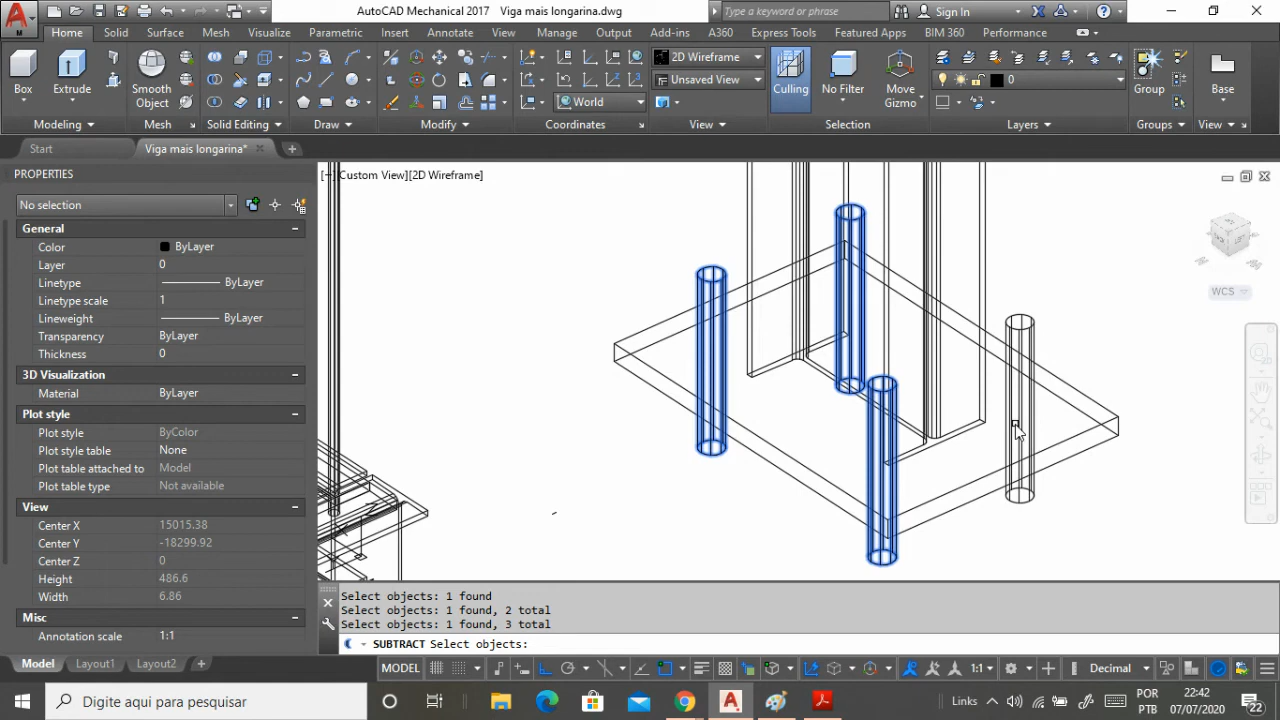 AutoCAD Mechanical 2017 Viga mais longarina.dwg
Type a keyword or phrase
Sign In
M
Home Solid Surface Mesh Visualize Parametric Insert Annotate View Manage Output Add-ins A360 Express Tools Featured Apps BIM 360 Performance
2D Wireframe
Unsaved View
0
Box Extrude Smooth Object World Culling No Filter Move Gizmo Group Base
Modeling Mesh Solid Editing Draw Modify Coordinates View Selection Layers Groups View
Start Viga mais longarina*
PROPERTIES
[−][Custom View][2D Wireframe]
No selection
General
Color ByLayer
Layer 0
Linetype ByLayer
Linetype scale 1
Lineweight ByLayer
Transparency ByLayer
Thickness 0
3D Visualization
Material ByLayer
Plot style
Plot style ByColor
Plot style table None
Plot table attached to Model
Plot table type Not available
View
Center X 15015.38
Center Y -18299.92
Center Z 0
Height 486.6
Width 6.86
Misc
Annotation scale 1:1
WCS
Select objects: 1 found
Select objects: 1 found, 2 total
Select objects: 1 found, 3 total
SUBTRACT Select objects:
Model Layout1 Layout2
MODEL 1:1 Decimal
Digite aqui para pesquisar
Links
POR
PTB
22:42
07/07/2020
22